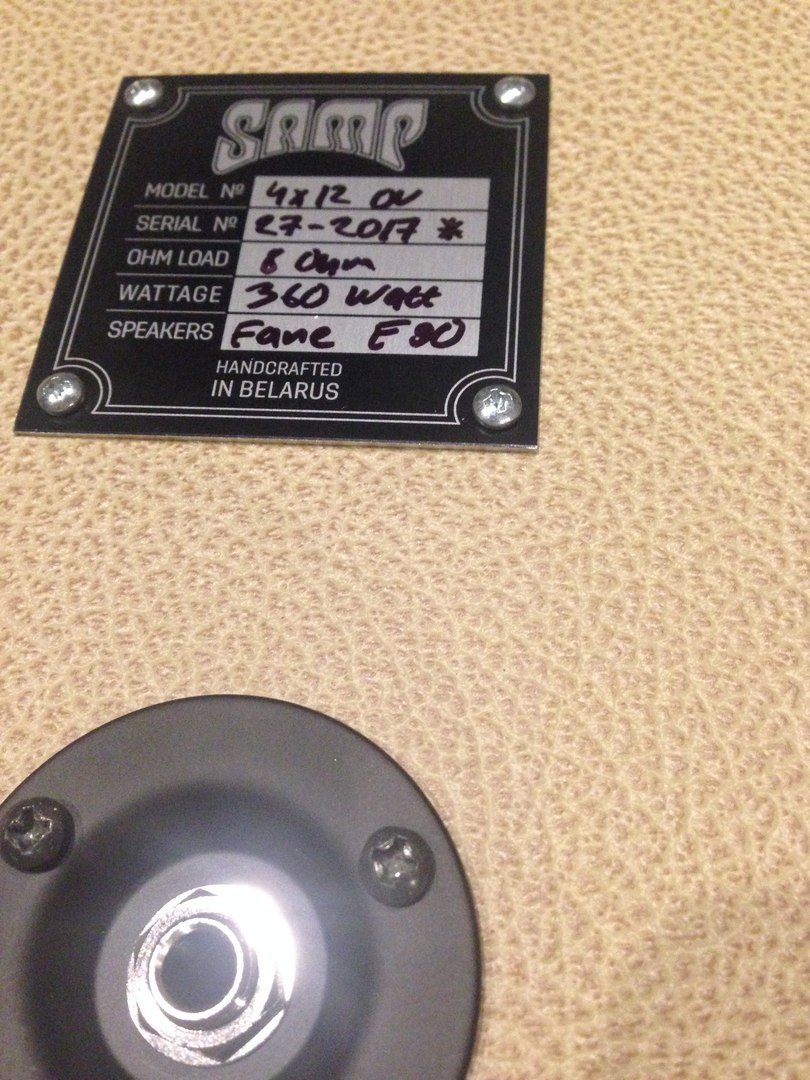 SAMP
MODEL Nº 4x12 OV
SERIAL Nº 27-2017 *
OHM LOAD 8 Ohm
WATTAGE 360 Watt
SPEAKERS Fane F90
HANDCRAFTED
IN BELARUS